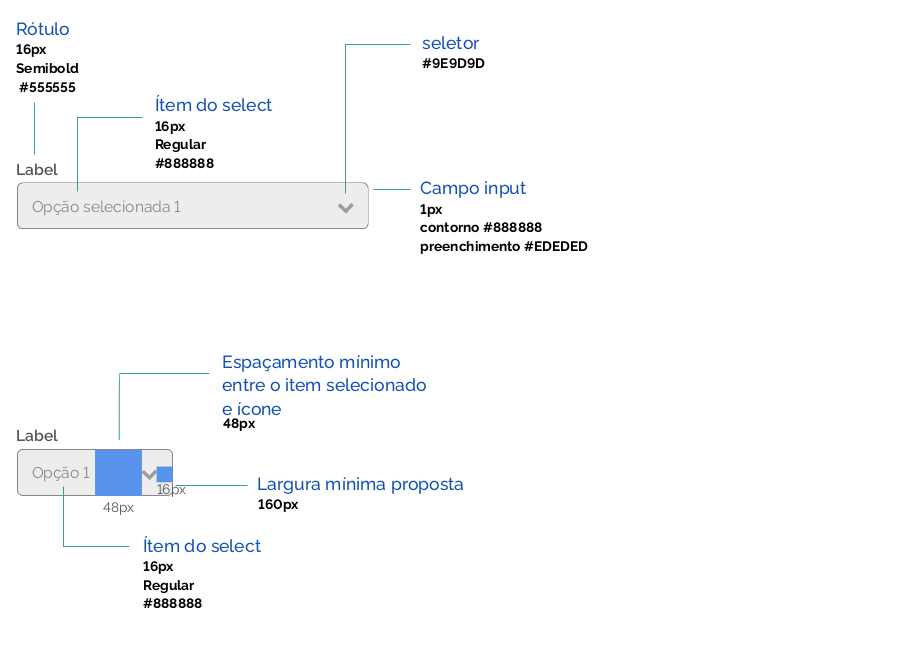 Rótulo
16px
Semibold
#555555
seletor
#9E9D9D
Ítem do select
16px
Regular
#888888
Label
Opção selecionada 1
Campo input
1px
contorno #888888
preenchimento #EDEDED
Espaçamento mínimo
entre o item selecionado
e ícone
48px
Label
Opção 1
16px
48px
Largura mínima proposta
160px
Ítem do select
16px
Regular
#888888